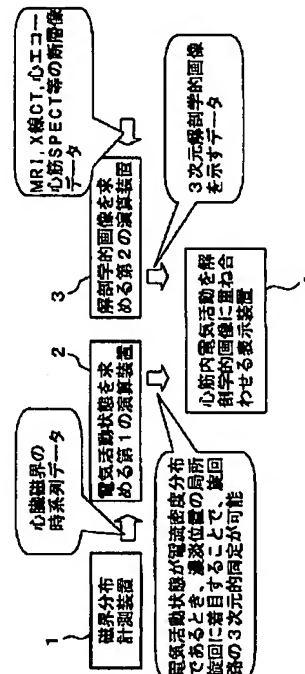 1
磁界分布
計測装置
心臓磁界の
時系列データ
2
電気活動状態を求
める第1の演算装置
電気活動状態が電流密度分布
であるとき、濃淡位置の局所
旋回に着目することで、旋回
路の3次元的同定が可能
MRI,X線CT,心エコー
心筋SPECT等の断層像
データ
3
解剖学的画像を求
める第2の演算装置
3次元解剖学的画像
を示すデータ
心筋内電気活動を解
剖学的画像に重ね合
わせる表示装置